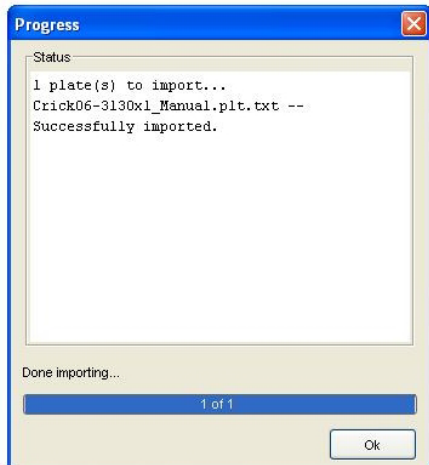 Progress
Status
1 plate(s) to import...
Crick06-3130xl_Manual.plt.txt --
Successfully imported.
Done importing...
1 of 1
Ok